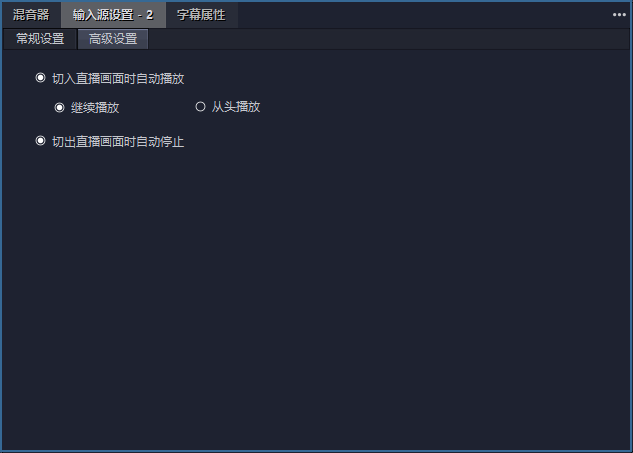 混音器 输入源设置 - 2 字幕属性
常规设置 高级设置
切入直播画面时自动播放
继续播放 从头播放
切出直播画面时自动停止